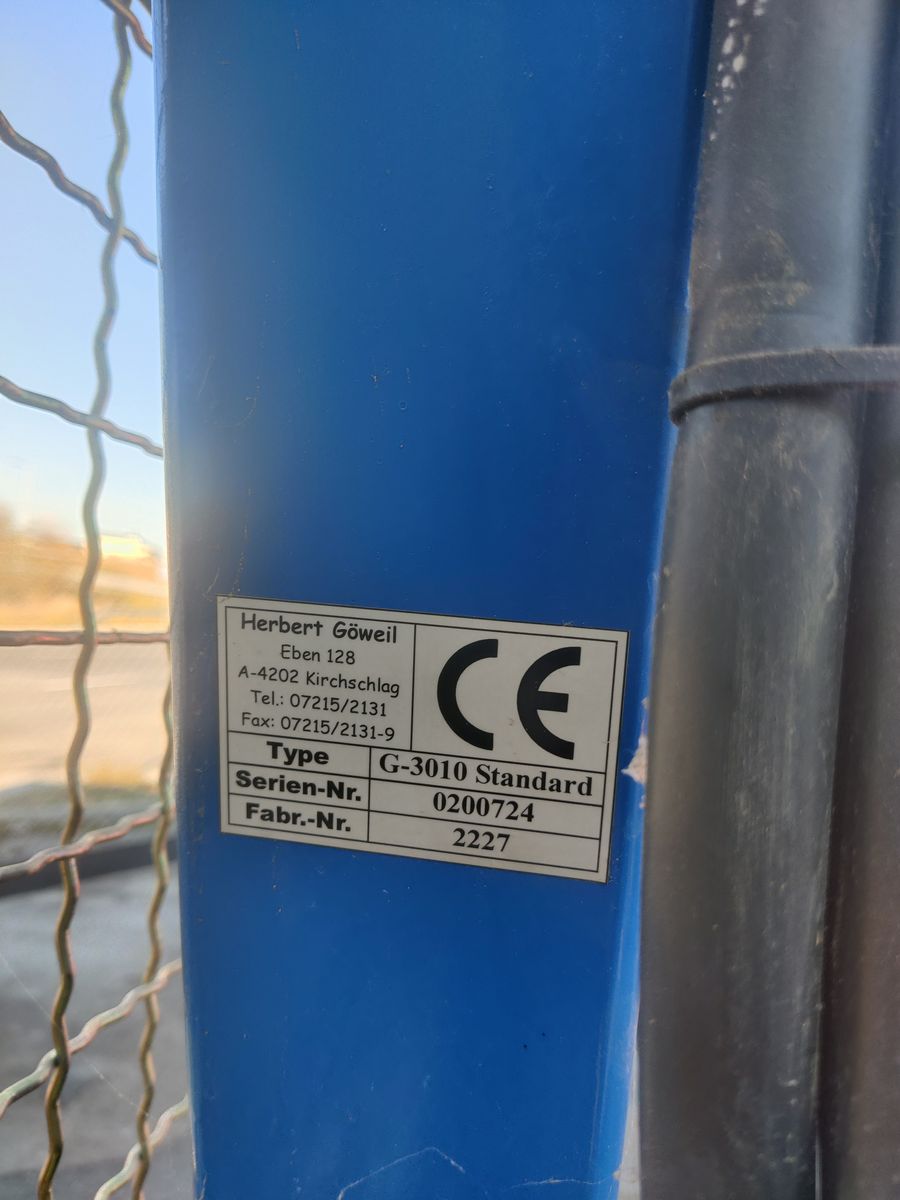 Herbert Göweil
Eben 128
A-4202 Kirchschlag
Tel.: 07215/2131
Fax: 07215/2131-9
CE
Type G-3010 Standard
Serien-Nr. 0200724
Fabr.-Nr. 2227